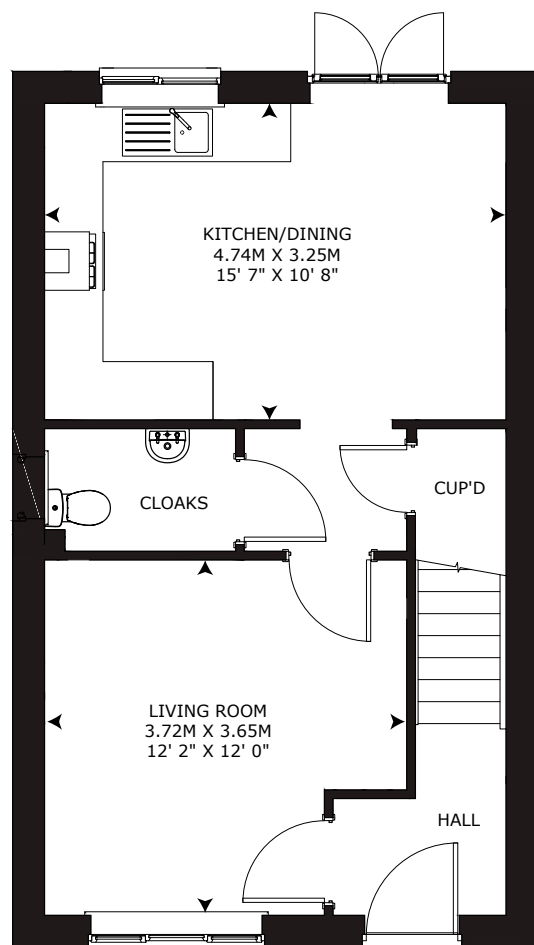 KITCHEN/DINING
4.74M X 3.25M
15' 7" X 10' 8"
CLOAKS
CUP'D
LIVING ROOM
3.72M X 3.65M
12' 2" X 12' 0"
HALL